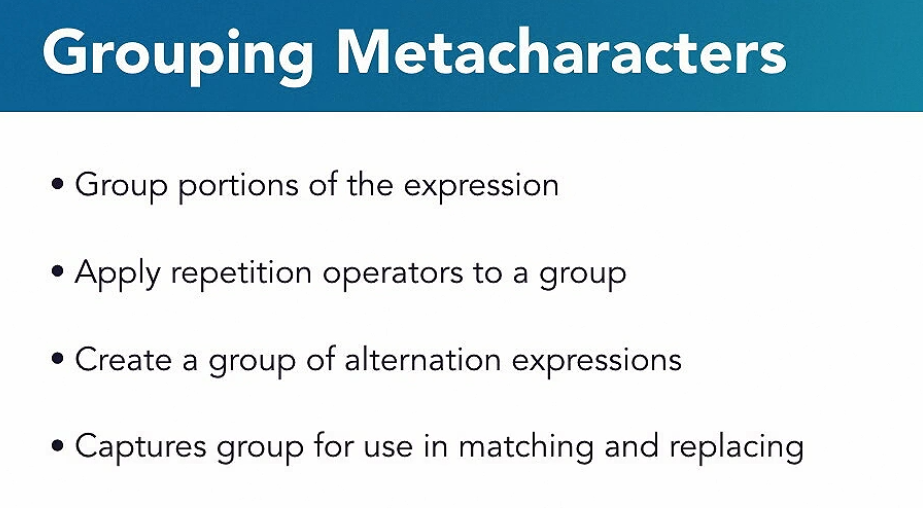 Grouping Metacharacters
• Group portions of the expression
• Apply repetition operators to a group
• Create a group of alternation expressions
• Captures group for use in matching and replacing